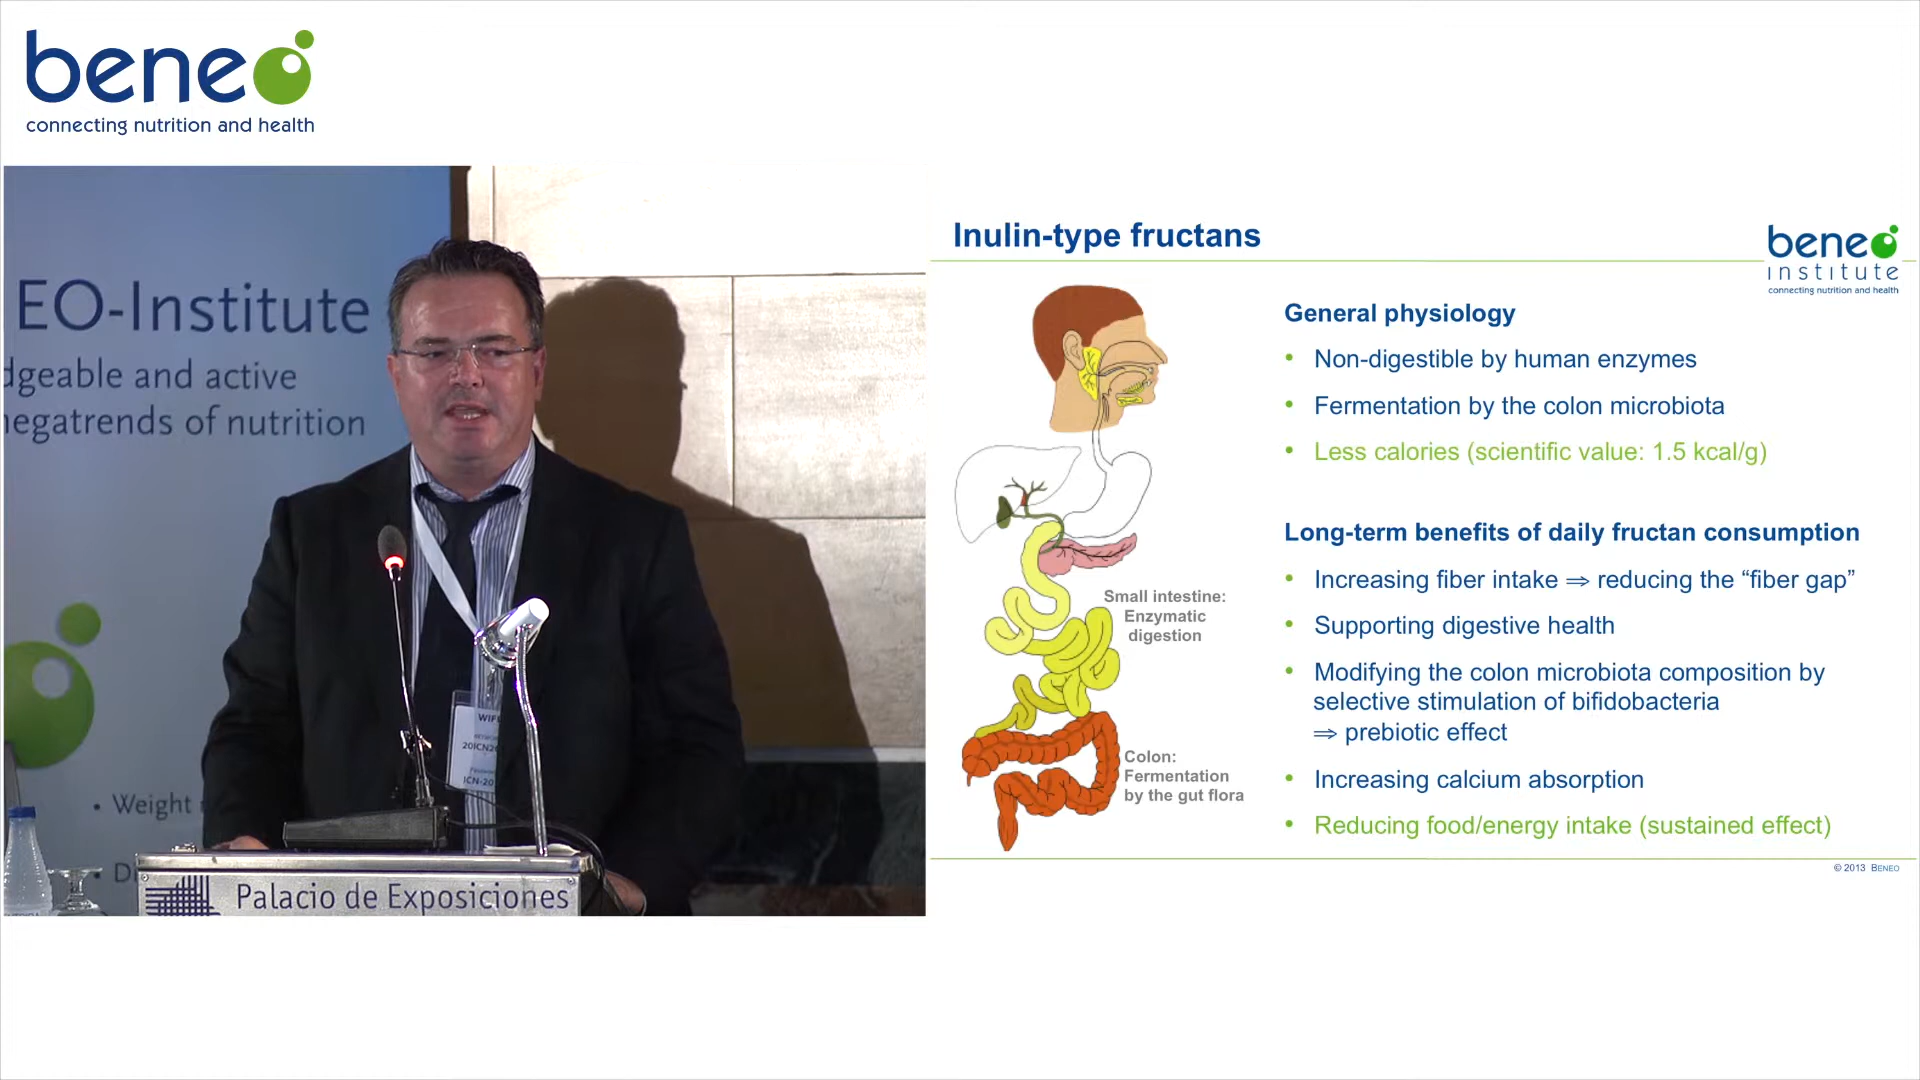 beneo
connecting nutrition and health
EO-Institute
dgeable and active
negatrends of nutrition
• Weight
•
WIFI
20ICN20
ICN-20
Palacio de Exposiciones
Inulin-type fructans
beneo
institute
connecting nutrition and health
General physiology
• Non-digestible by human enzymes
• Fermentation by the colon microbiota
• Less calories (scientific value: 1.5 kcal/g)
Long-term benefits of daily fructan consumption
• Increasing fiber intake ⇒ reducing the “fiber gap”
• Supporting digestive health
• Modifying the colon microbiota composition by
selective stimulation of bifidobacteria
⇒ prebiotic effect
• Increasing calcium absorption
• Reducing food/energy intake (sustained effect)
Small intestine:
Enzymatic
digestion
Colon:
Fermentation
by the gut flora
© 2013 BENEO